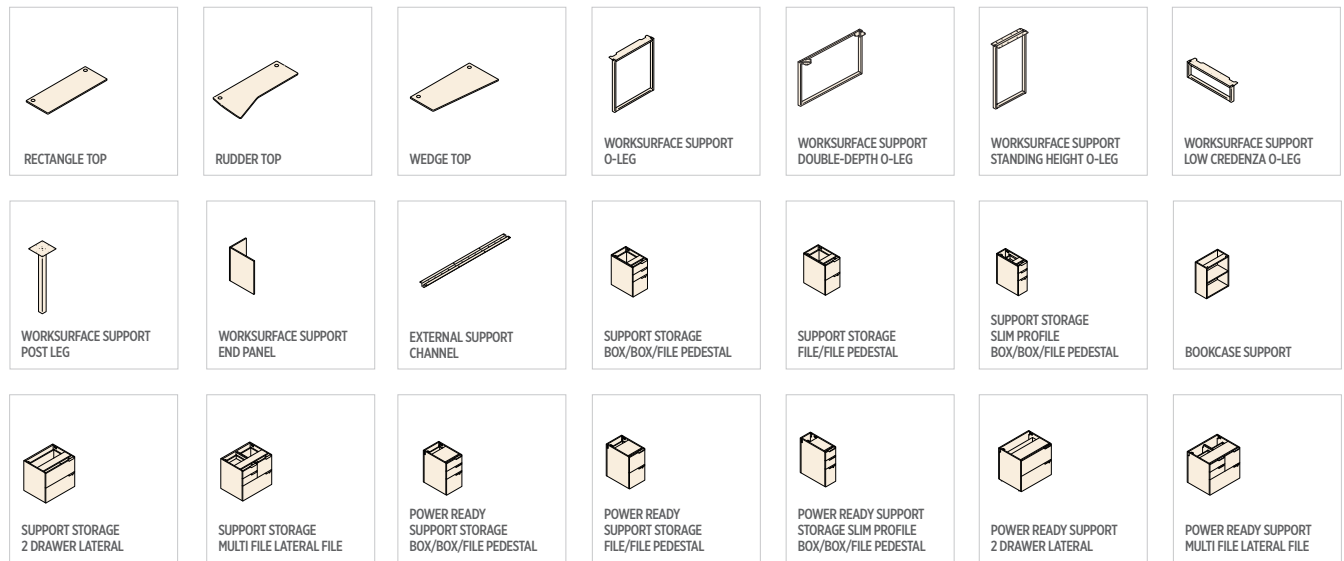 RECTANGLE TOP
RUDDER TOP
WEDGE TOP
WORKSURFACE SUPPORT
O-LEG
WORKSURFACE SUPPORT
DOUBLE-DEPTH O-LEG
WORKSURFACE SUPPORT
STANDING HEIGHT O-LEG
WORKSURFACE SUPPORT
LOW CREDENZA O-LEG
WORKSURFACE SUPPORT
POST LEG
WORKSURFACE SUPPORT
END PANEL
EXTERNAL SUPPORT
CHANNEL
SUPPORT STORAGE
BOX/BOX/FILE PEDESTAL
SUPPORT STORAGE
FILE/FILE PEDESTAL
SUPPORT STORAGE
SLIM PROFILE
BOX/BOX/FILE PEDESTAL
BOOKCASE SUPPORT
SUPPORT STORAGE
2 DRAWER LATERAL
SUPPORT STORAGE
MULTI FILE LATERAL FILE
POWER READY
SUPPORT STORAGE
BOX/BOX/FILE PEDESTAL
POWER READY
SUPPORT STORAGE
FILE/FILE PEDESTAL
POWER READY SUPPORT
STORAGE SLIM PROFILE
BOX/BOX/FILE PEDESTAL
POWER READY SUPPORT
2 DRAWER LATERAL
POWER READY SUPPORT
MULTI FILE LATERAL FILE